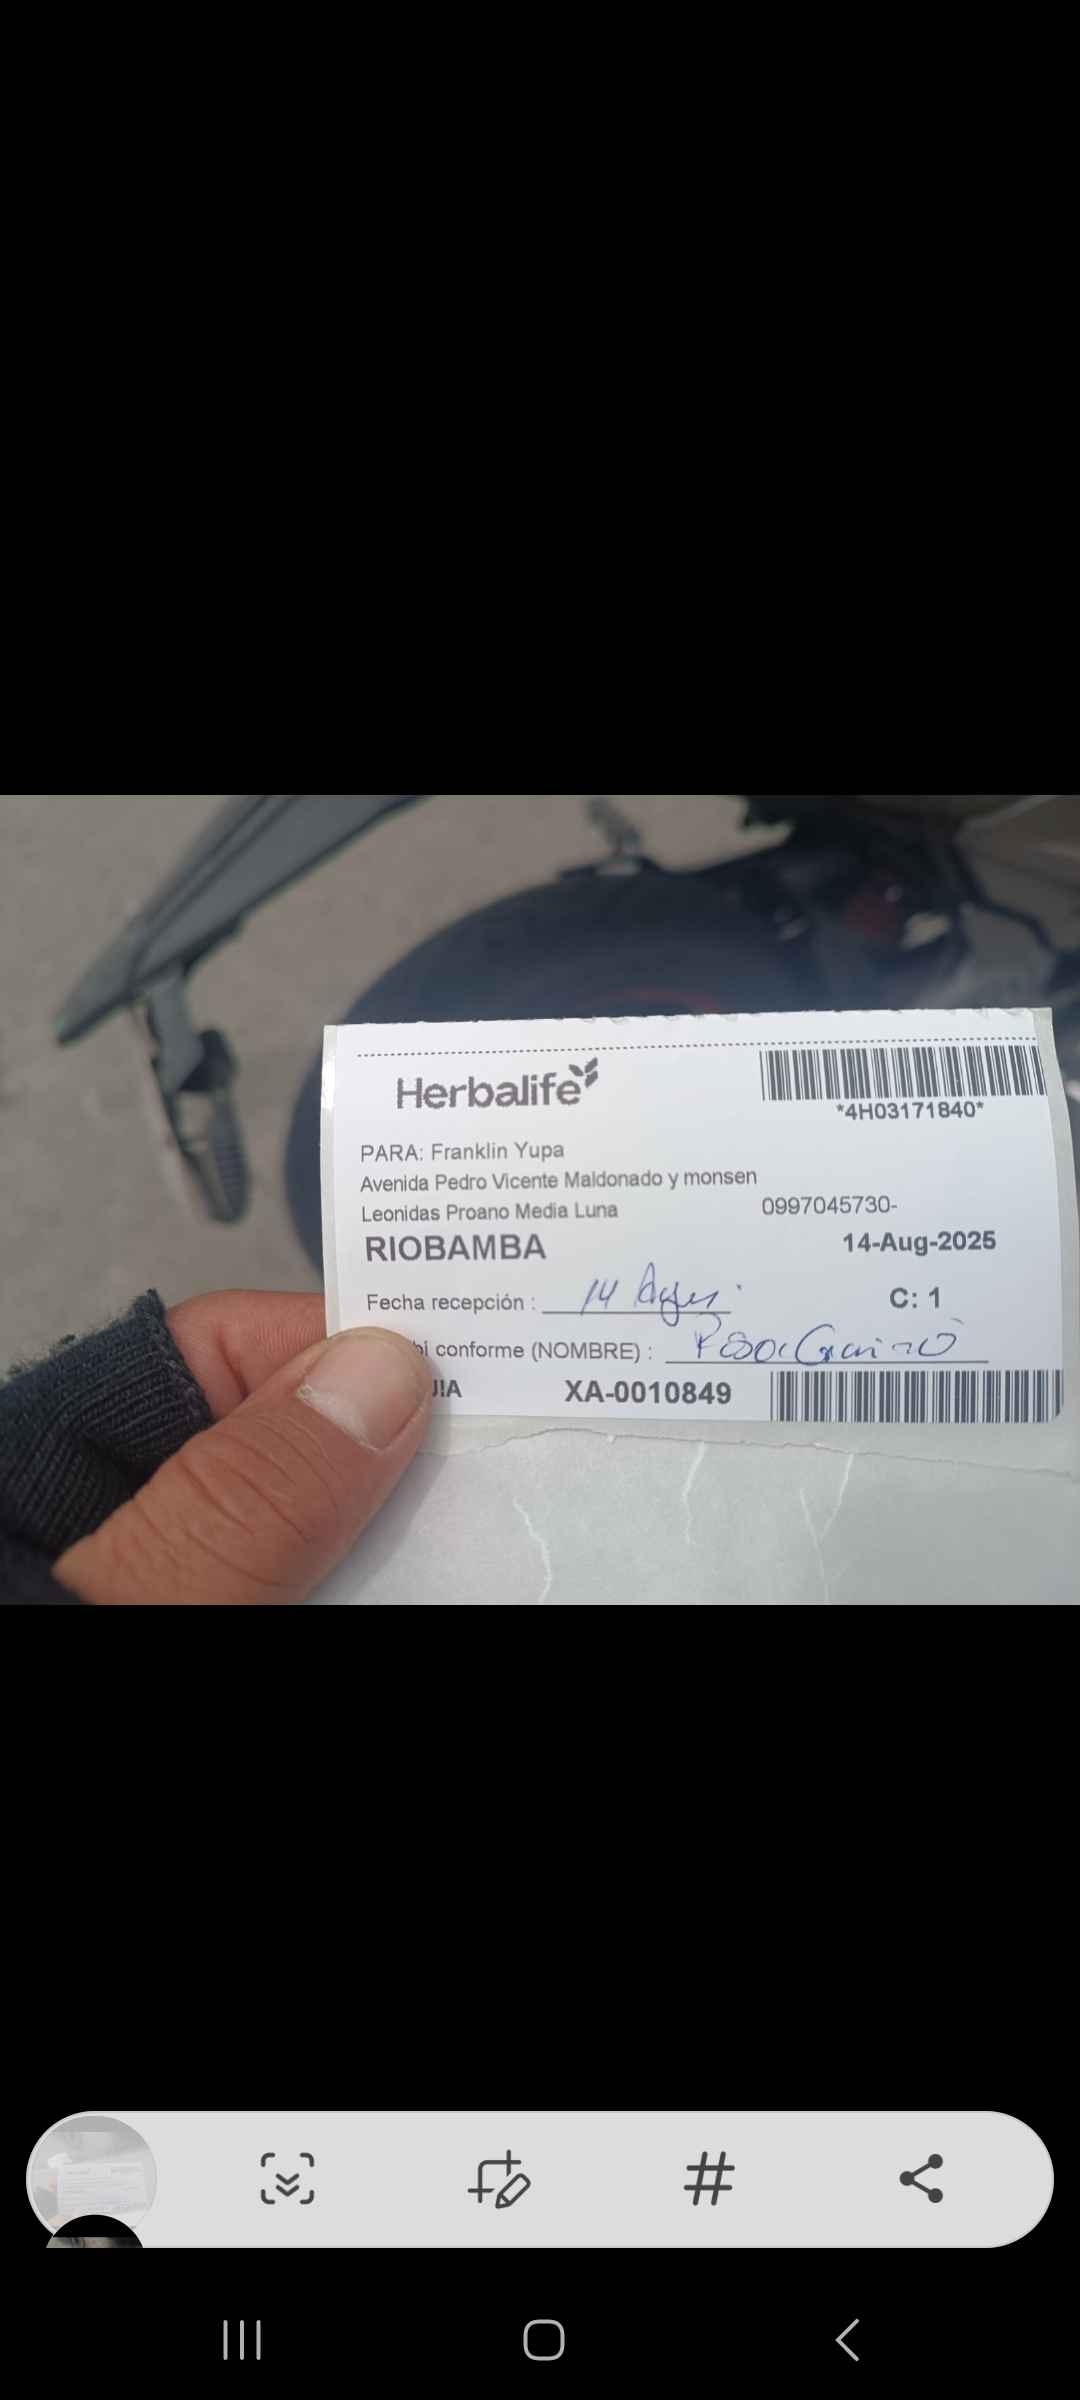 Herbalife
*4H03171840*
PARA: Franklin Yupa
Avenida Pedro Vicente Maldonado y monsen
Leonidas Proano Media Luna 0997045730-
RIOBAMBA 14-Aug-2025
Fecha recepción : 14 C: 1
conforme (NOMBRE) :
XA-0010849